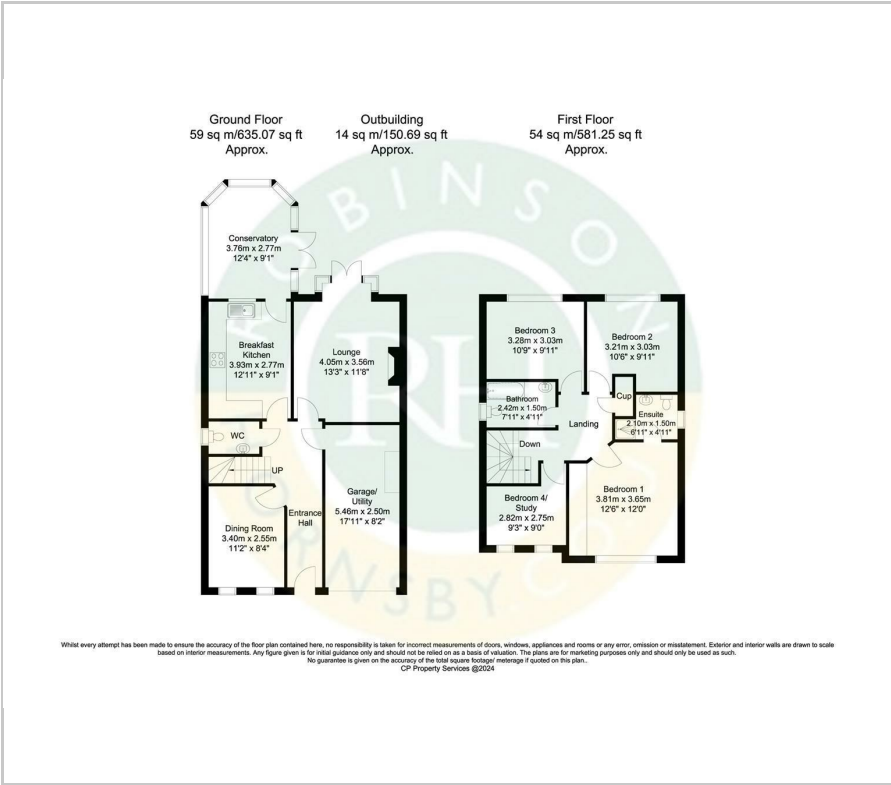 Ground Floor
59 sq m/635.07 sq ft
Approx.
Outbuilding
14 sq m/150.69 sq ft
Approx.
First Floor
54 sq m/581.25 sq ft
Approx.
Conservatory
3.76m x 2.77m
12'4" x 9'1"
Breakfast
Kitchen
3.93m x 2.77m
12'11" x 9'1"
Lounge
4.05m x 3.56m
13'3" x 11'8"
WC
UP
Dining Room
3.40m x 2.55m
11'2" x 8'4"
Entrance
Hall
Garage/
Utility
5.46m x 2.50m
17'11" x 8'2"
Bedroom 3
3.28m x 3.03m
10'9" x 9'11"
Bedroom 2
3.21m x 3.03m
10'6" x 9'11"
Bathroom
2.42m x 1.50m
7'11" x 4'11"
Cup
Ensuite
2.10m x 1.50m
6'11" x 4'11"
Landing
Down
Bedroom 4/
Study
2.82m x 2.75m
9'3" x 9'0"
Bedroom 1
3.81m x 3.65m
12'6" x 12'0"
ROBINSON
RH
HORNSBY.CO
Whilst every attempt has been made to ensure the accuracy of the floor plan contained here, no responsibility is taken for incorrect measurements of doors, windows, appliances and rooms or any error, omission or misstatement. Exterior and interior walls are drawn to scale
based on interior measurements. Any figure given is for initial guidance only and should not be relied on as a basis of valuation. The plans are for marketing purposes only and should only be used as such.
No guarantee is given on the accuracy of the total square footage/ meterage if quoted on this plan..
CP Property Services @2024